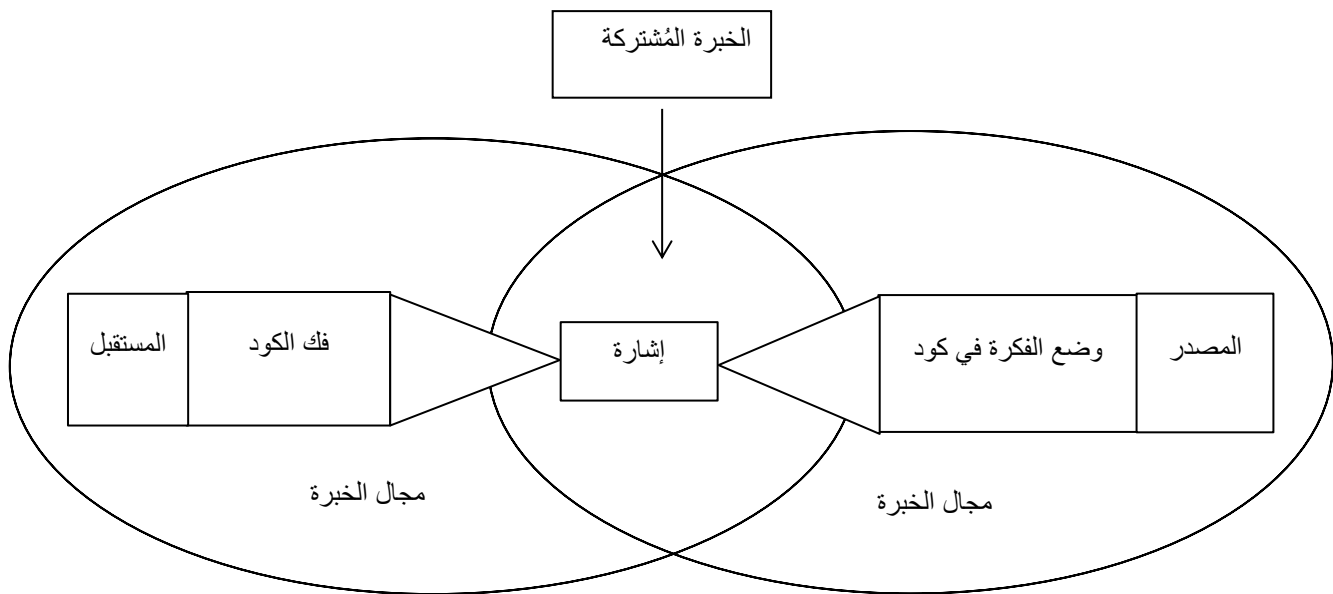 الخبرة المُشتركة
المصدر
وضع الفكرة في كود
إشارة
فك الكود
المستقبل
مجال الخبرة
مجال الخبرة